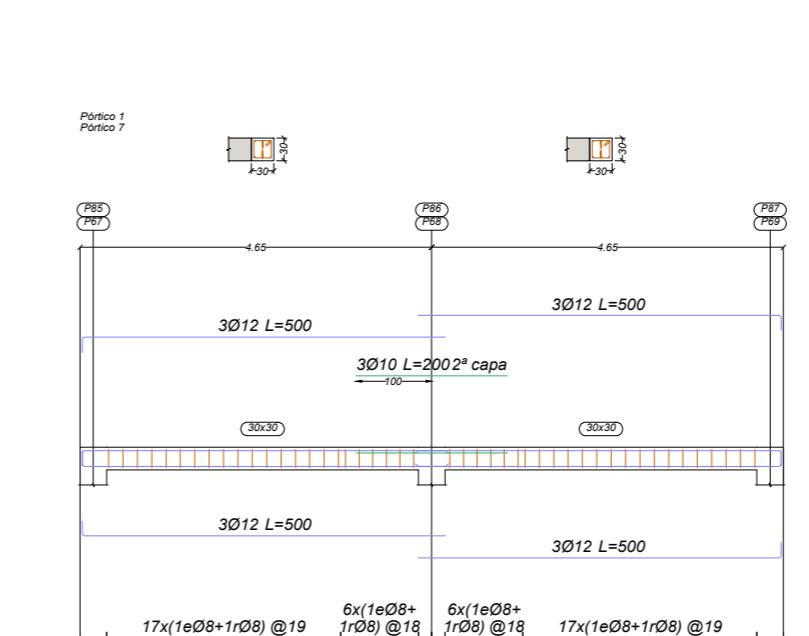 Pórtico 1
Pórtico 7
30
30
30
30
P85
P67
P86
P68
P87
P69
4.65
4.65
3Ø12 L=500
3Ø12 L=500
3Ø10 L=200 2ª capa
100
30x30
30x30
3Ø12 L=500
3Ø12 L=500
17x(1eØ8+1rØ8) @19
6x(1eØ8+
1rØ8) @18
6x(1eØ8+
1rØ8) @18
17x(1eØ8+1rØ8) @19